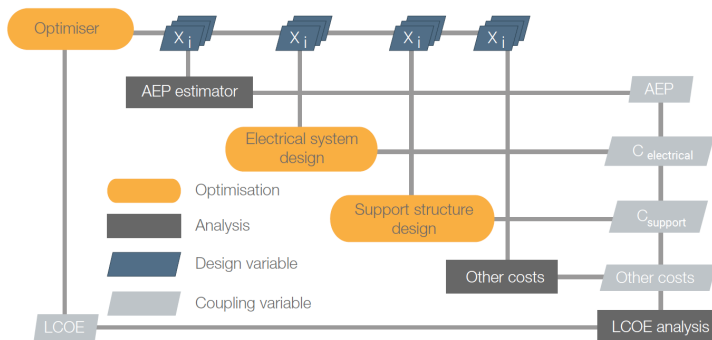 Optimiser
X i
X i
X i
X i
AEP estimator
AEP
Electrical system
design
C electrical
Optimisation
Support structure
design
C support
Analysis
Design variable
Other costs
Other costs
Coupling variable
LCOE
LCOE analysis